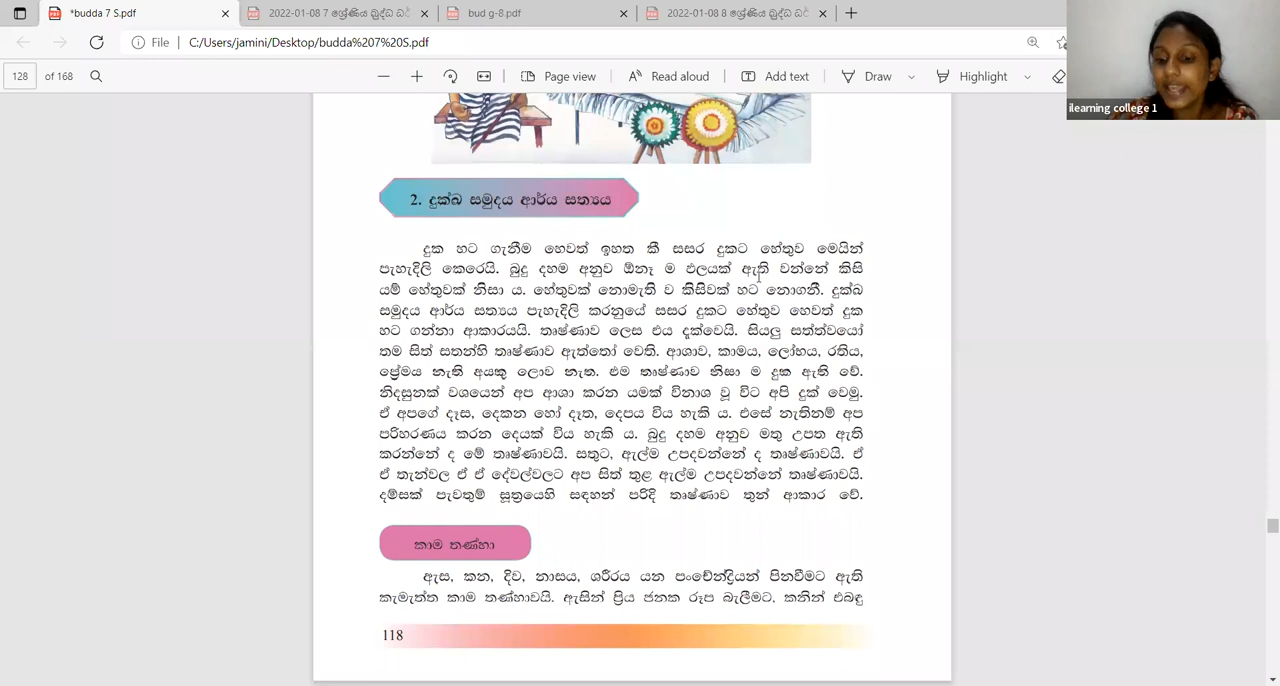 *budda 7 S.pdf
2022-01-08 7 ශ්‍රේණිය බුද්ධ ධර්
bud g-8.pdf
2022-01-08 8 ශ්‍රේණිය බුද්ධ ධර්
File
C:/Users/jamini/Desktop/budda%207%20S.pdf
128 of 168
Page view
Read aloud
Add text
Draw
Highlight
ilearning college 1
2. දුක්ඛ සමුදය ආර්ය සත්‍යය
දුක හට ගැනීම හෙවත් ඉහත කී සසර දුකට හේතුව මෙයින්
පැහැදිලි කෙරෙයි. බුදු දහම අනුව ඕනෑ ම ඵලයක් ඇති වන්නේ කිසි
යම් හේතුවක් නිසා ය. හේතුවක් නොමැති ව කිසිවක් හට නොගනී. දුක්ඛ
සමුදය ආර්ය සත්‍යය පැහැදිලි කරනුයේ සසර දුකට හේතුව හෙවත් දුක
හට ගන්නා ආකාරයයි. තෘෂ්ණාව ලෙස එය දැක්වෙයි. සියලු සත්ත්වයෝ
තම සිත් සතන්හි තෘෂ්ණාව ඇත්තෝ වෙති. ආශාව, කාමය, ලෝභය, රතිය,
ප්‍රේමය නැති අයකු ලොව නැත. එම තෘෂ්ණාව නිසා ම දුක ඇති වේ.
නිදසුනක් වශයෙන් අප ආශා කරන යමක් විනාශ වූ විට අපි දුක් වෙමු.
ඒ අපගේ දෑස, දෙකන හෝ දෑත, දෙපය විය හැකි ය. එසේ නැතිනම් අප
පරිහරණය කරන දෙයක් විය හැකි ය. බුදු දහම අනුව මතු උපත ඇති
කරන්නේ ද මේ තෘෂ්ණාවයි. සතුට, ඇල්ම උපදවන්නේ ද තෘෂ්ණාවයි. ඒ
ඒ තැන්වල ඒ ඒ දේවල්වලට අප සිත් තුළ ඇල්ම උපදවන්නේ තෘෂ්ණාවයි.
දම්සක් පැවතුම් සූත්‍රයෙහි සඳහන් පරිදි තෘෂ්ණාව තුන් ආකාර වේ.
කාම තණ්හා
ඇස, කන, දිව, නාසය, ශරීරය යන පංචේන්ද්‍රියන් පිනවීමට ඇති
කැමැත්ත කාම තණ්හාවයි. ඇසින් ප්‍රිය ජනක රූප බැලීමට, කනින් එබඳු
118